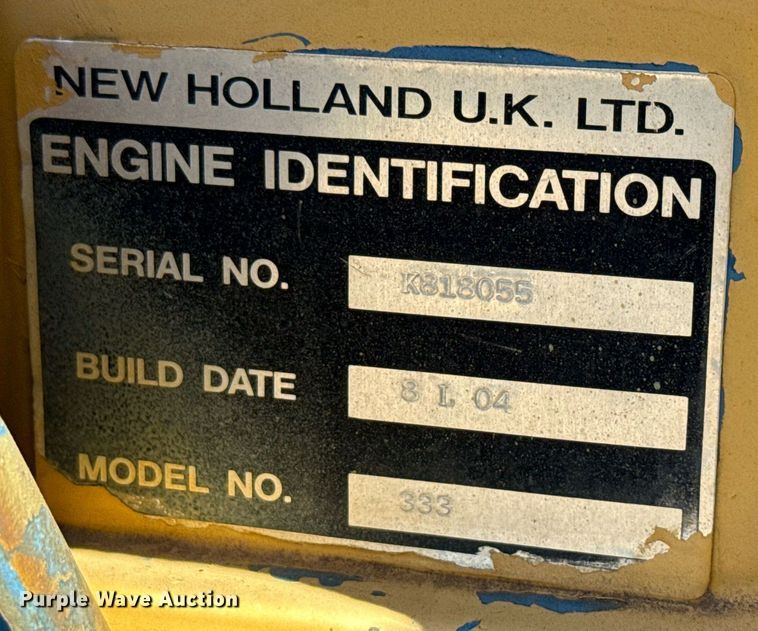 NEW HOLLAND U.K. LTD.
ENGINE IDENTIFICATION
SERIAL NO. K818055
BUILD DATE 8 L 04
MODEL NO. 333
Purple Wave Auction